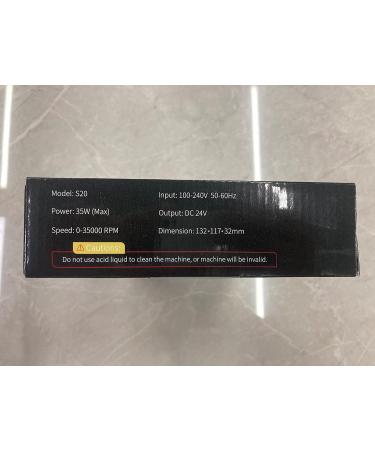 Model: S20
Input: 100-240V 50-60Hz
Power: 35W (Max)
Output: DC 24V
Speed: 0-35000 RPM
Dimension: 132*117*32mm
Cautions:
Do not use acid liquid to clean the machine, or machine will be invalid.